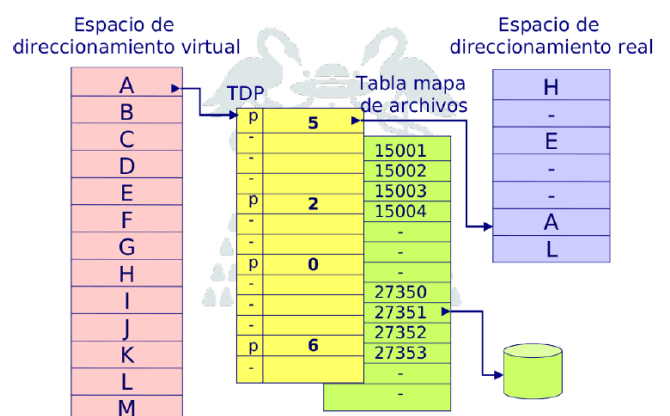 Espacio de
direccionamiento virtual
A
B
C
D
E
F
G
H
I
J
K
L
M
TDP
p 5
-
-
p 2
-
-
p 0
-
-
p 6
-
Tabla mapa
de archivos
15001
15002
15003
15004
-
-
-
27350
27351
27352
27353
-
-
Espacio de
direccionamiento real
H
-
E
-
-
A
L